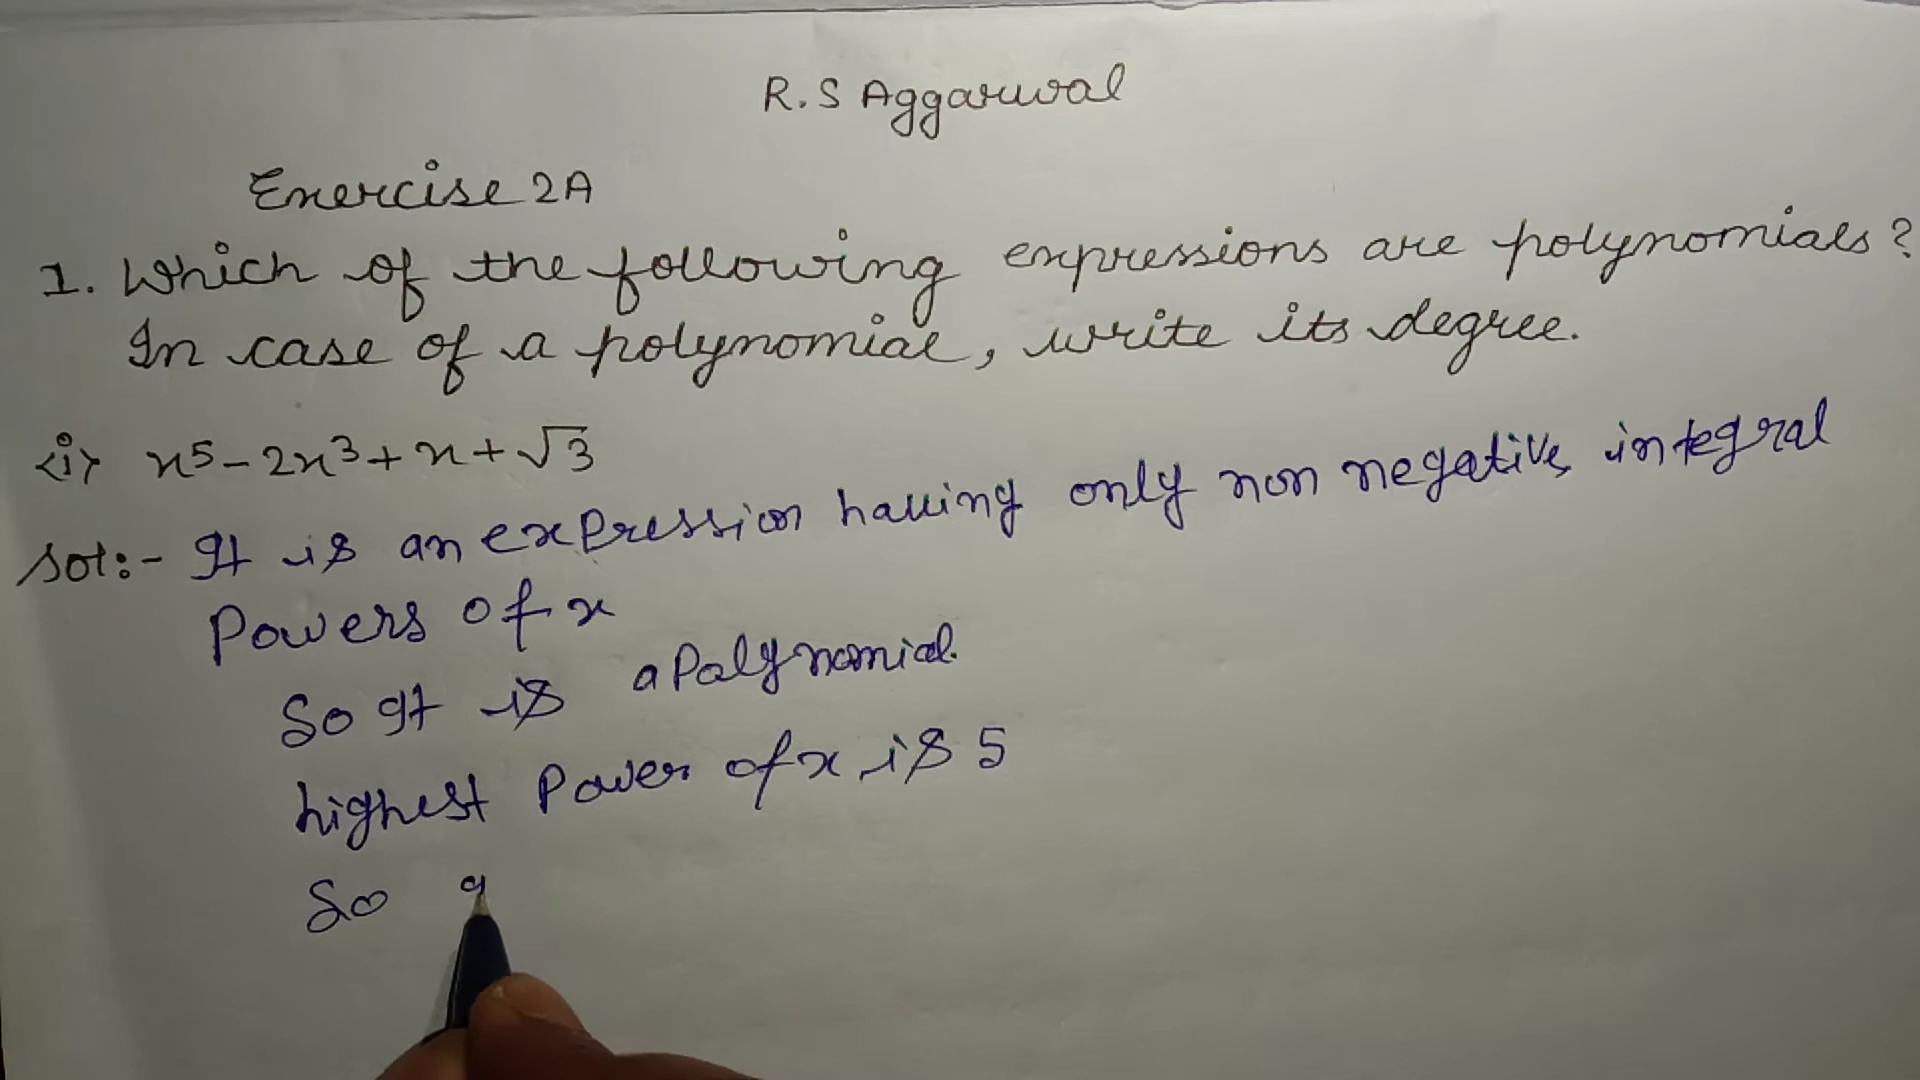 R.S Aggarwal
Exercise 2A
1. Which of the following expressions are polynomials?
In case of a polynomial, write its degree.
<i> x⁵-2x³+x+√3
Sol:- It is an expression having only non negative integral
Powers of x
So It is a Polynomial.
highest Power of x is 5
So